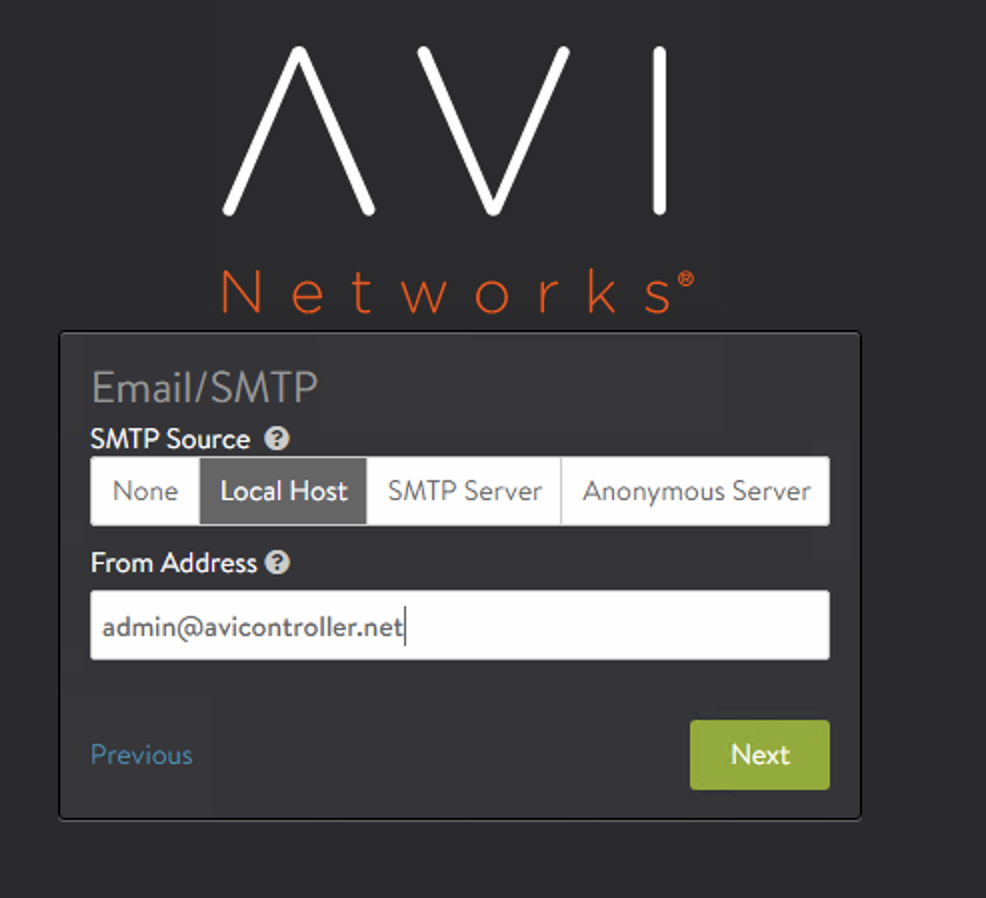 AVI
Networks®
Email/SMTP
SMTP Source ?
None Local Host SMTP Server Anonymous Server
From Address ?
admin@avicontroller.net
Previous Next